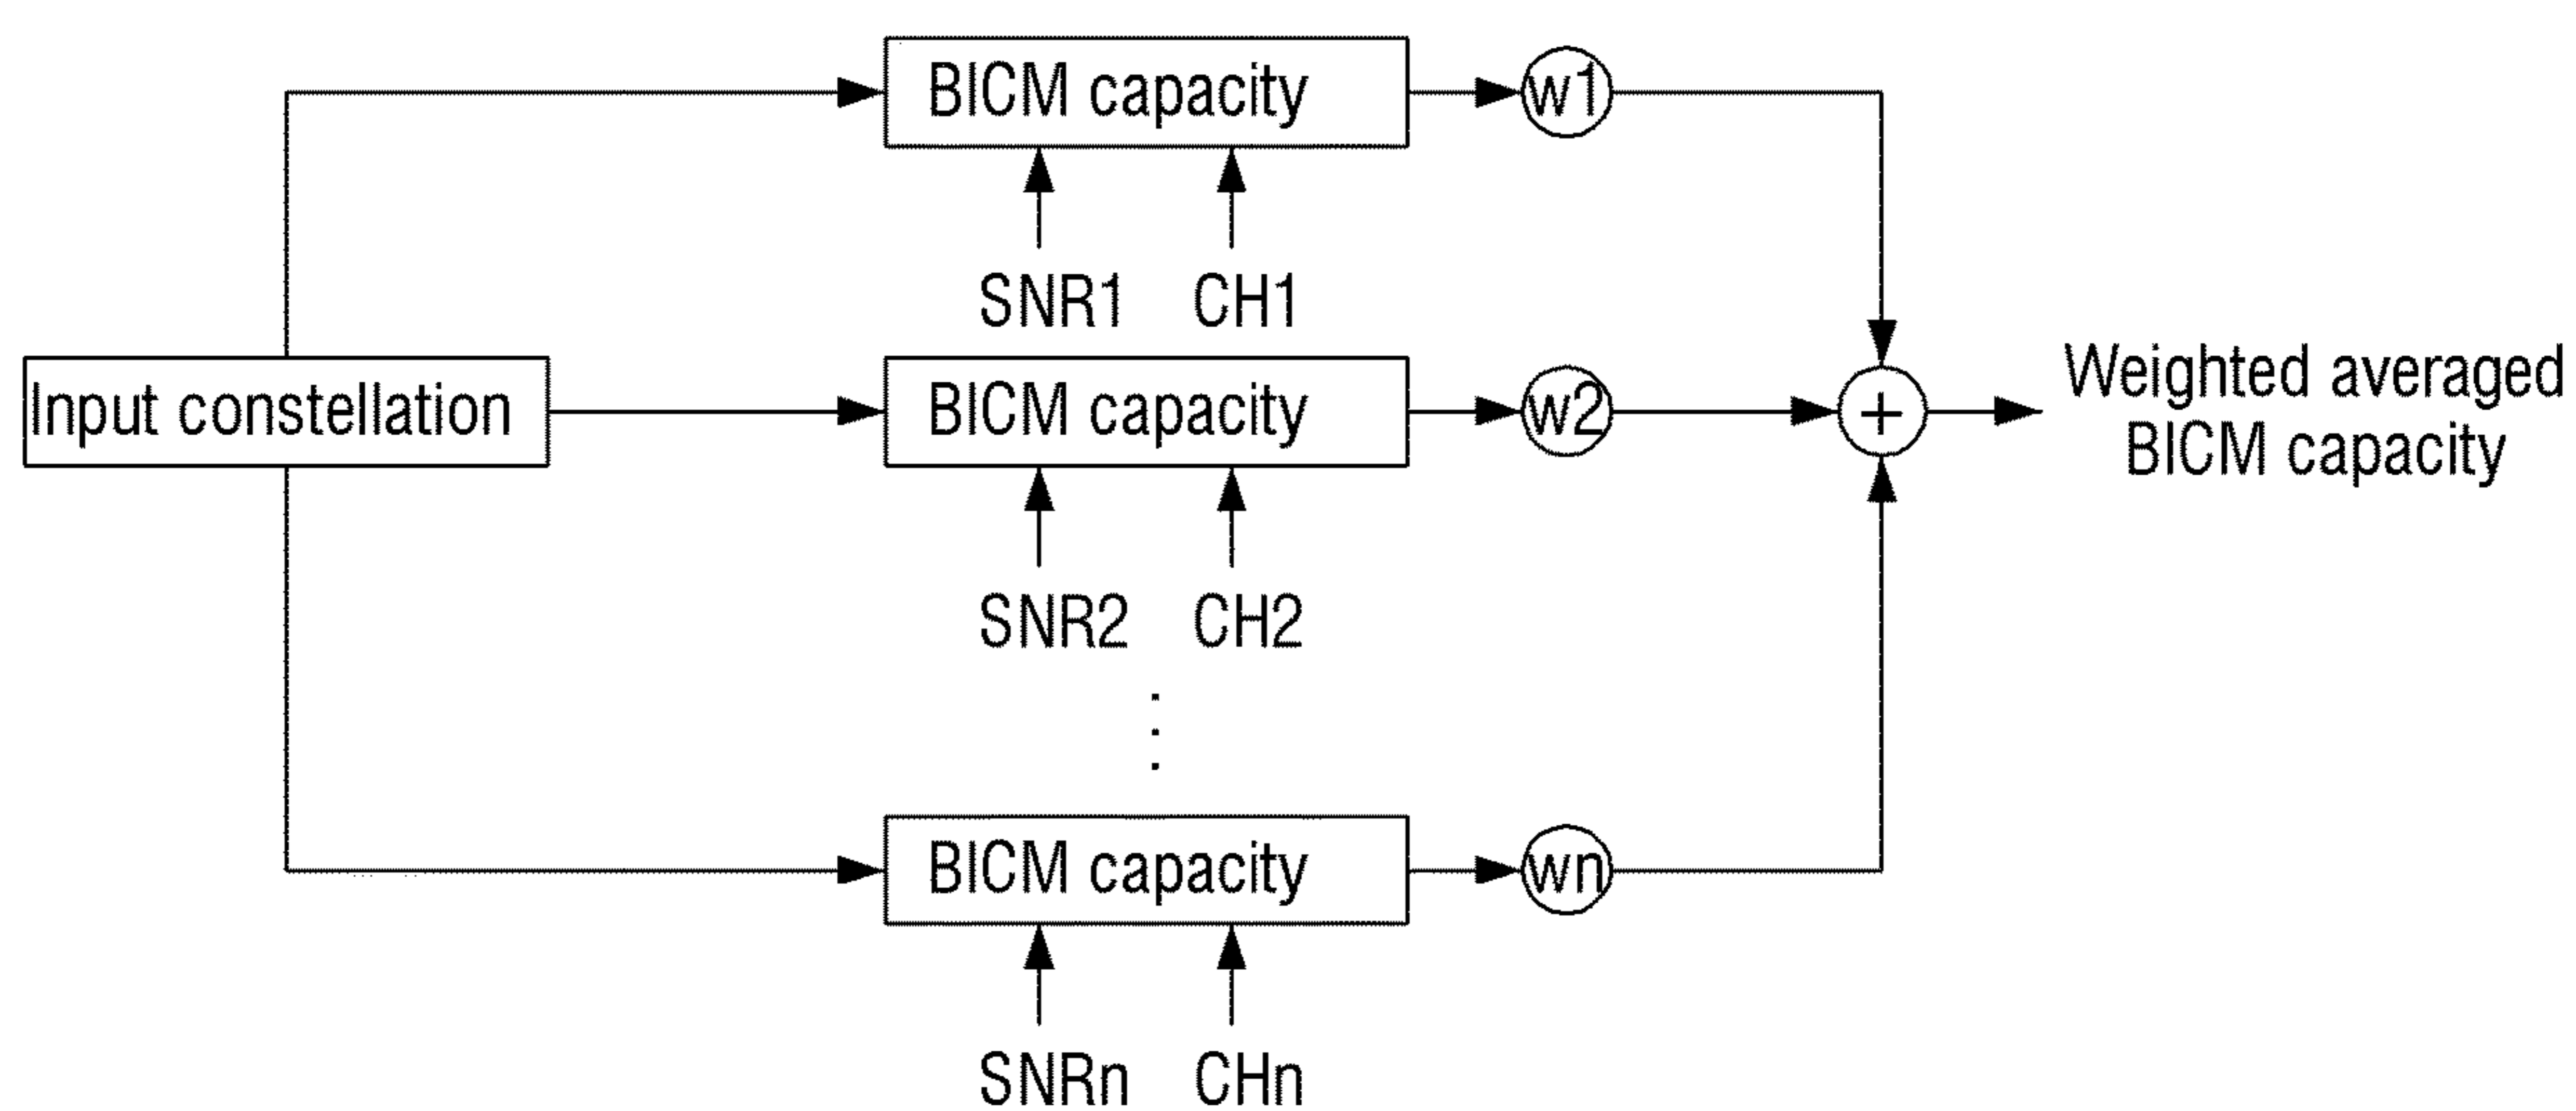 BICM capacity
w1
SNR1 CH1
Input constellation
BICM capacity
w2
+
Weighted averaged
BICM capacity
SNR2 CH2
BICM capacity
wn
SNRn CHn